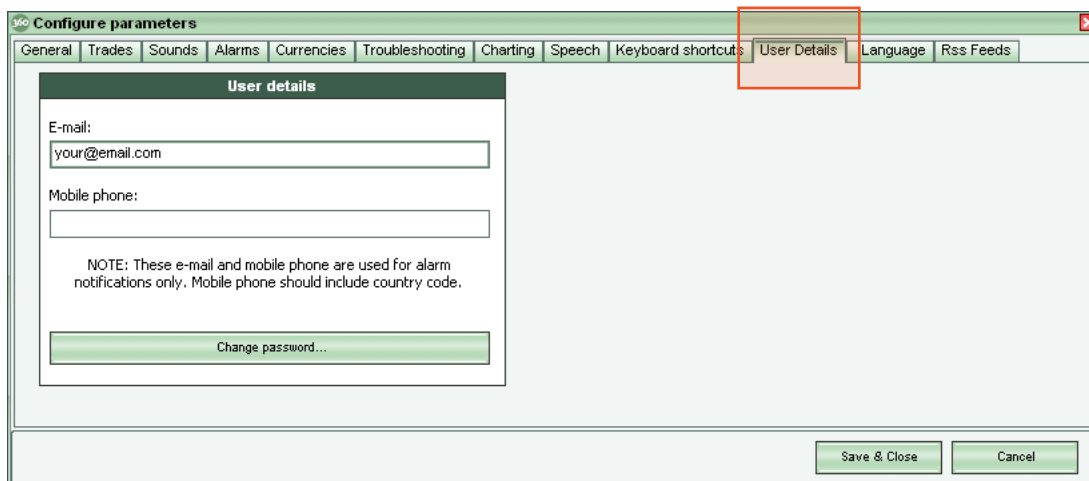 360 Configure parameters
General Trades Sounds Alarms Currencies Troubleshooting Charting Speech Keyboard shortcuts User Details Language Rss Feeds
User details
E-mail:
your@email.com
Mobile phone:
NOTE: These e-mail and mobile phone are used for alarm
notifications only. Mobile phone should include country code.
Change password...
Save & Close Cancel